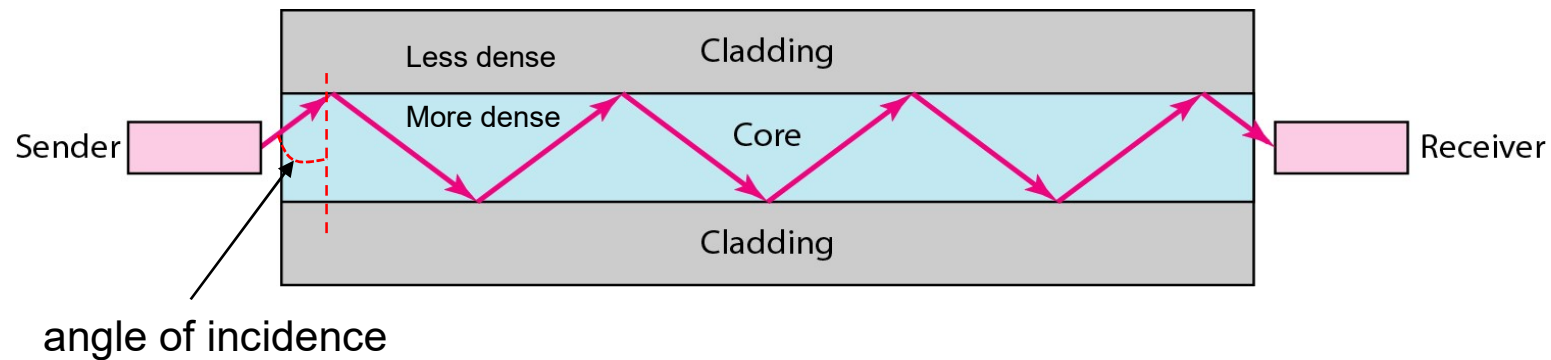 Less dense
Cladding
More dense
Core
Sender
Receiver
Cladding
angle of incidence